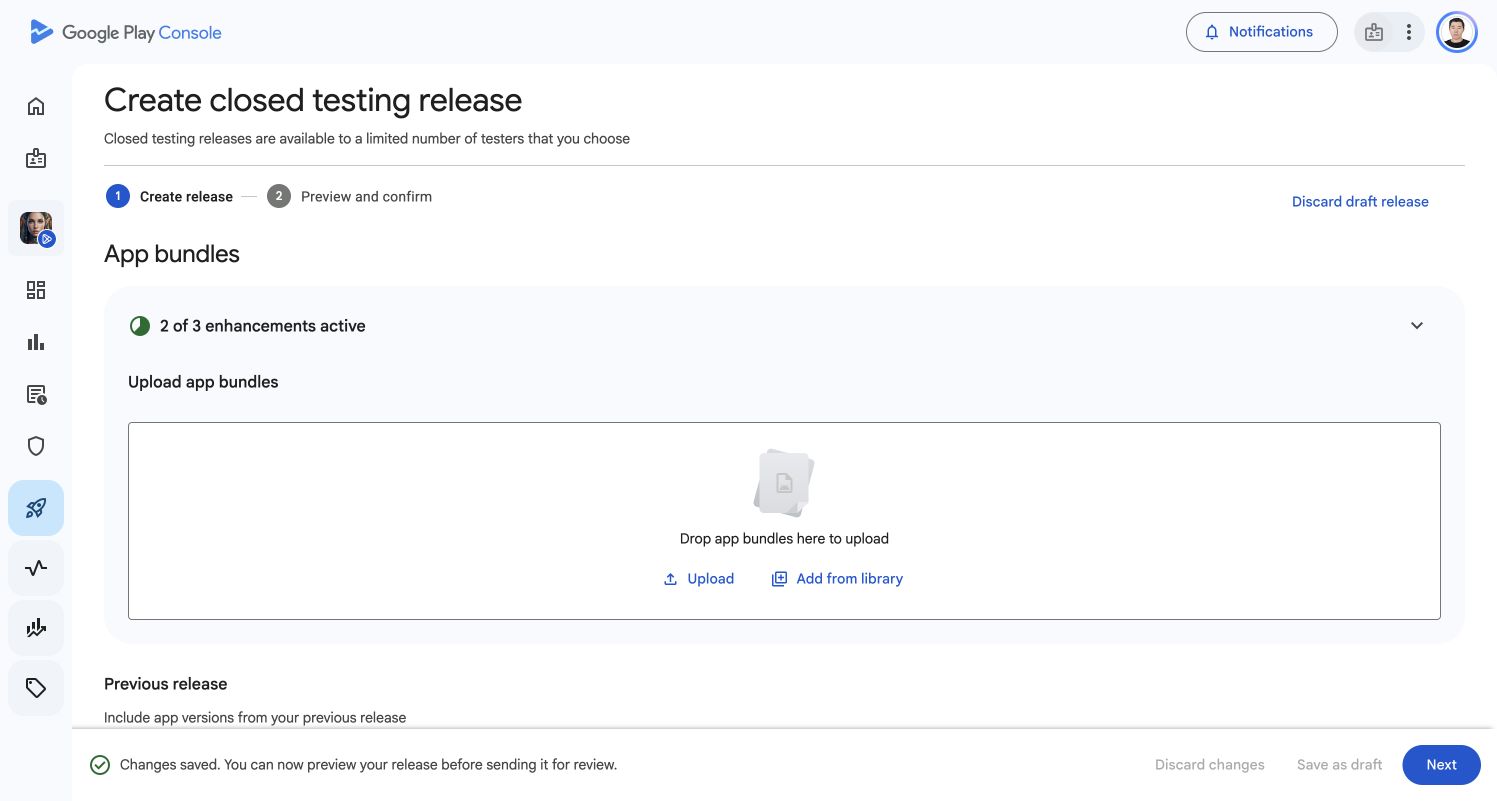 Google Play Console
Notifications
Create closed testing release
Closed testing releases are available to a limited number of testers that you choose
1 Create release 2 Preview and confirm
Discard draft release
App bundles
2 of 3 enhancements active
Upload app bundles
Drop app bundles here to upload
Upload Add from library
Previous release
Include app versions from your previous release
Changes saved. You can now preview your release before sending it for review.
Discard changes Save as draft Next